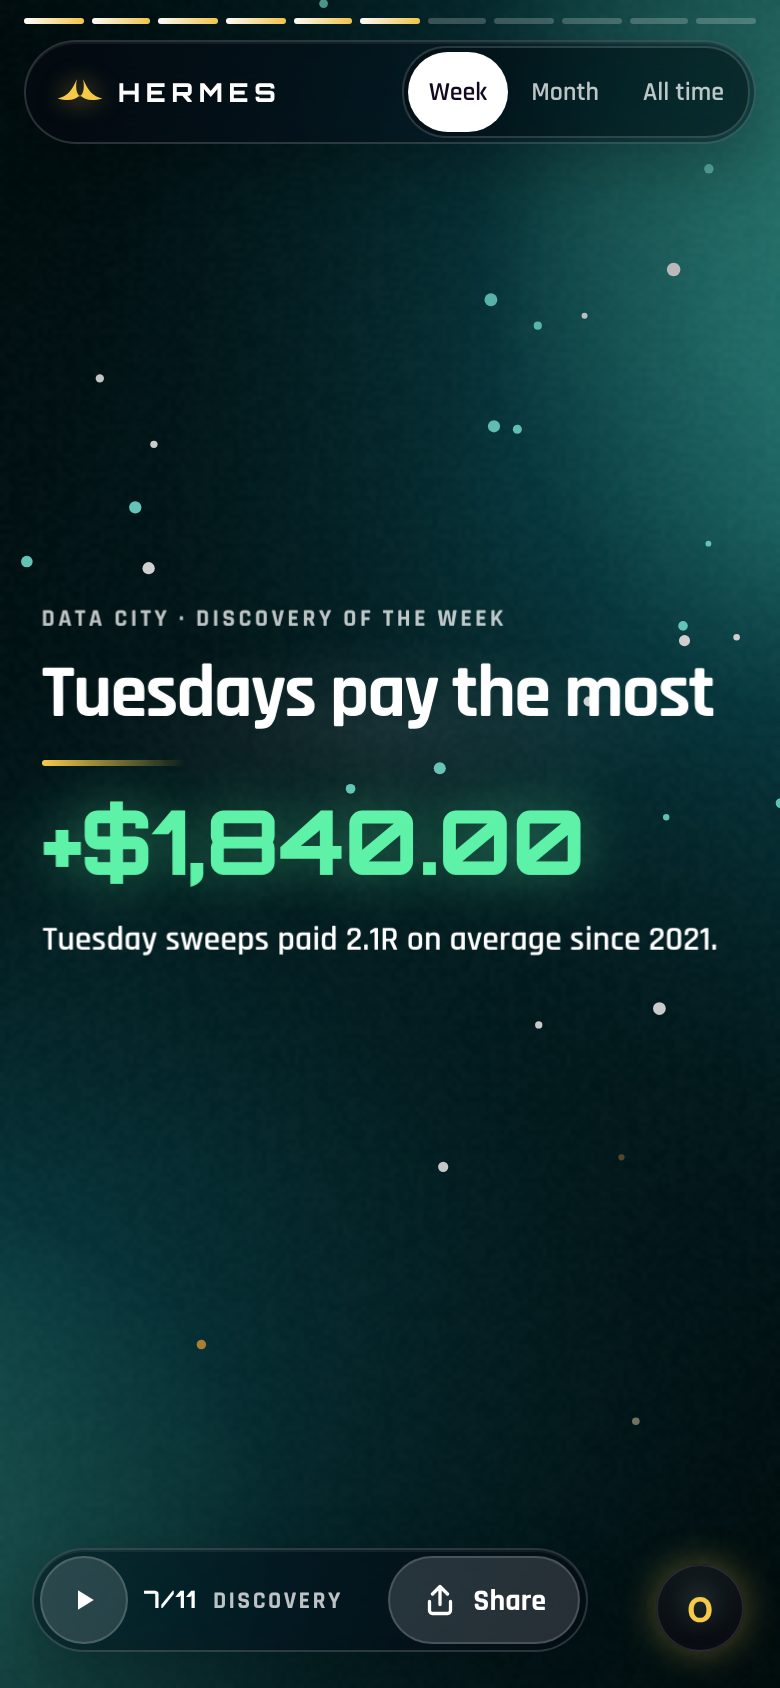 HERMES
Week Month All time
DATA CITY · DISCOVERY OF THE WEEK
Tuesdays pay the most
+$1,840.00
Tuesday sweeps paid 2.1R on average since 2021.
7/11 DISCOVERY Share
O